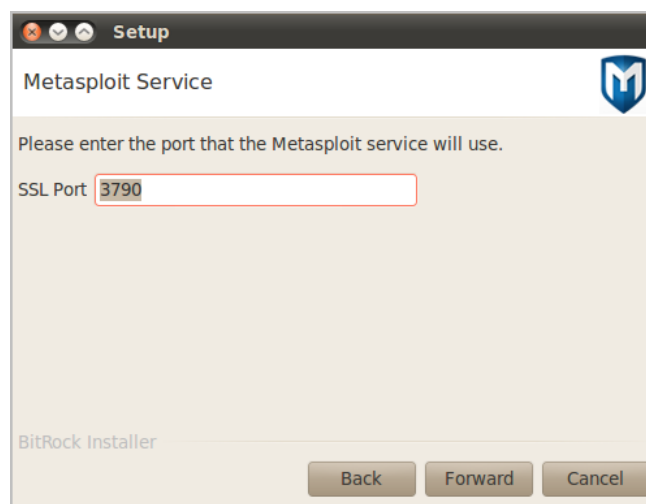 Setup
Metasploit Service
Please enter the port that the Metasploit service will use.
SSL Port 3790
BitRock Installer
Back Forward Cancel